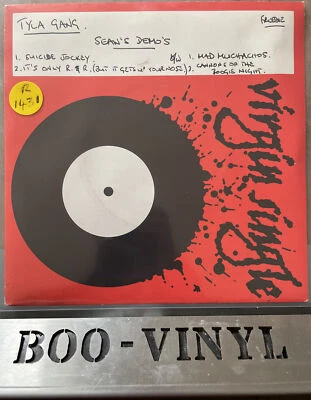 TYLA GANG.
SEAN'S DEMO'S
1. SUICIDE JOCKEY.
2. IT'S ONLY R. & R. (BUT IT GETS UP YOUR NOSE)
B/W 1. MAD MUCHACHOS.
2. CANNONS OF THE BOOGIE NIGHT.
R
1431
virgin single
BOO-VINYL